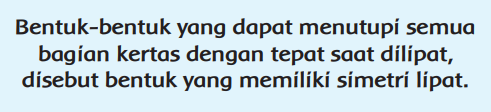 Bentuk-bentuk yang dapat menutupi semua
bagian kertas dengan tepat saat dilipat,
disebut bentuk yang memiliki simetri lipat.